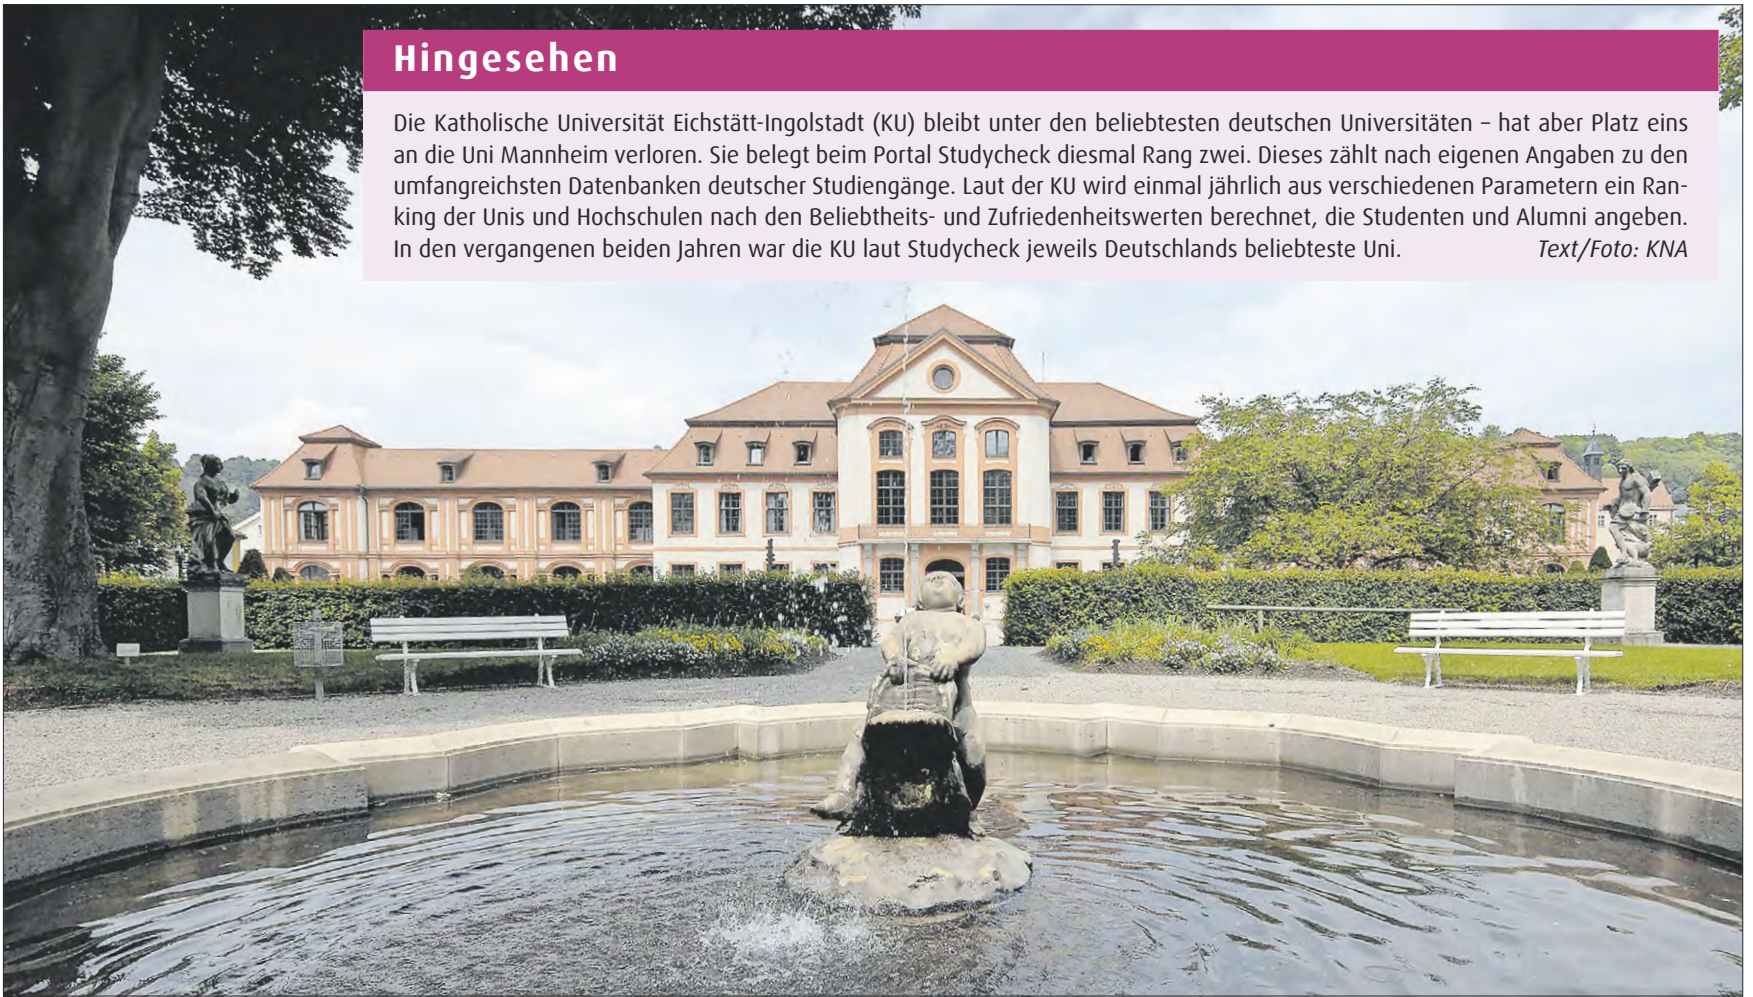 Hingesehen
Die Katholische Universität Eichstätt-Ingolstadt (KU) bleibt unter den beliebtesten deutschen Universitäten – hat aber Platz eins
an die Uni Mannheim verloren. Sie belegt beim Portal Studycheck diesmal Rang zwei. Dieses zählt nach eigenen Angaben zu den
umfangreichsten Datenbanken deutscher Studiengänge. Laut der KU wird einmal jährlich aus verschiedenen Parametern ein Ran-
king der Unis und Hochschulen nach den Beliebtheits- und Zufriedenheitswerten berechnet, die Studenten und Alumni angeben.
In den vergangenen beiden Jahren war die KU laut Studycheck jeweils Deutschlands beliebteste Uni. Text/Foto: KNA